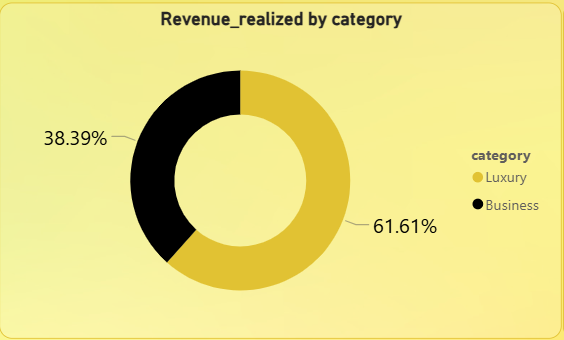 Revenue_realized by category
38.39%
category
Luxury
Business
61.61%